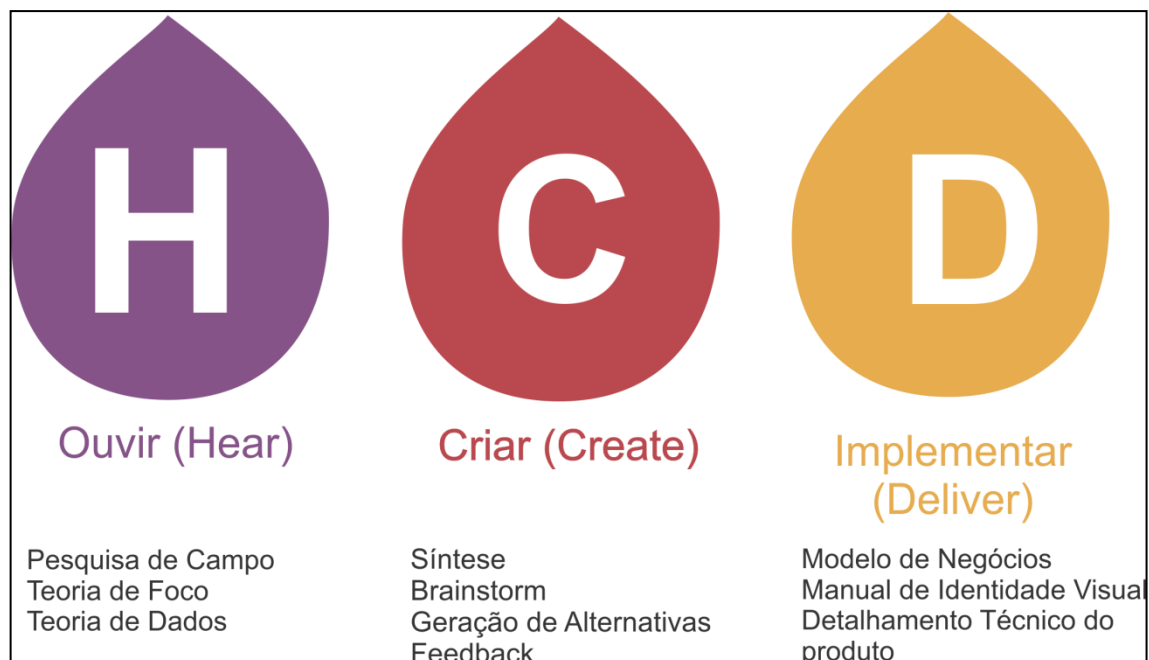 H
Ouvir (Hear)
Pesquisa de Campo
Teoria de Foco
Teoria de Dados
C
Criar (Create)
Síntese
Brainstorm
Geração de Alternativas
Feedback
D
Implementar
(Deliver)
Modelo de Negócios
Manual de Identidade Visual
Detalhamento Técnico do
produto